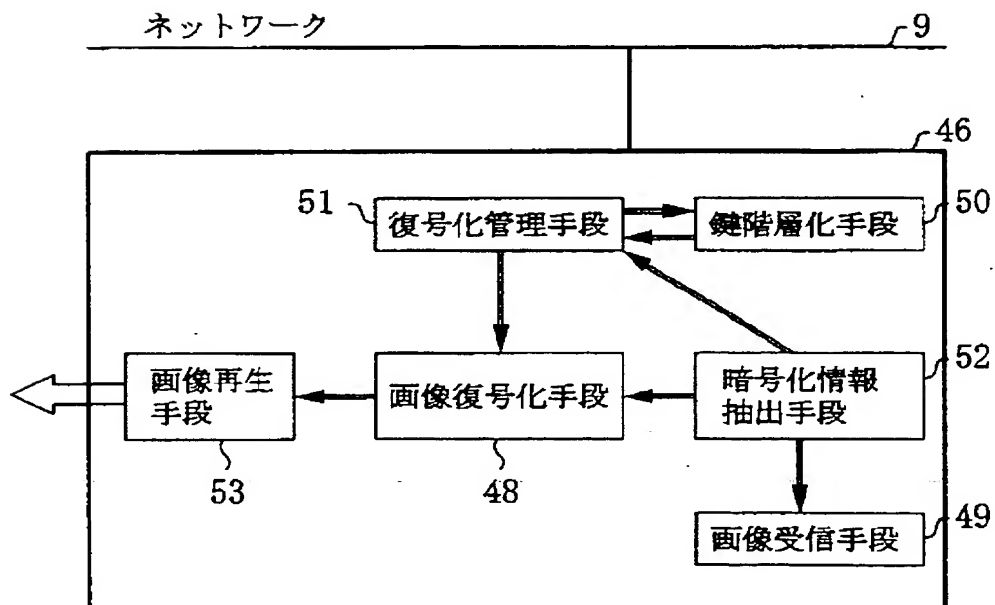 ネットワーク
9
46
51
復号化管理手段
鍵階層化手段
50
画像再生
手段
画像復号化手段
暗号化情報
抽出手段
52
53
48
画像受信手段
49